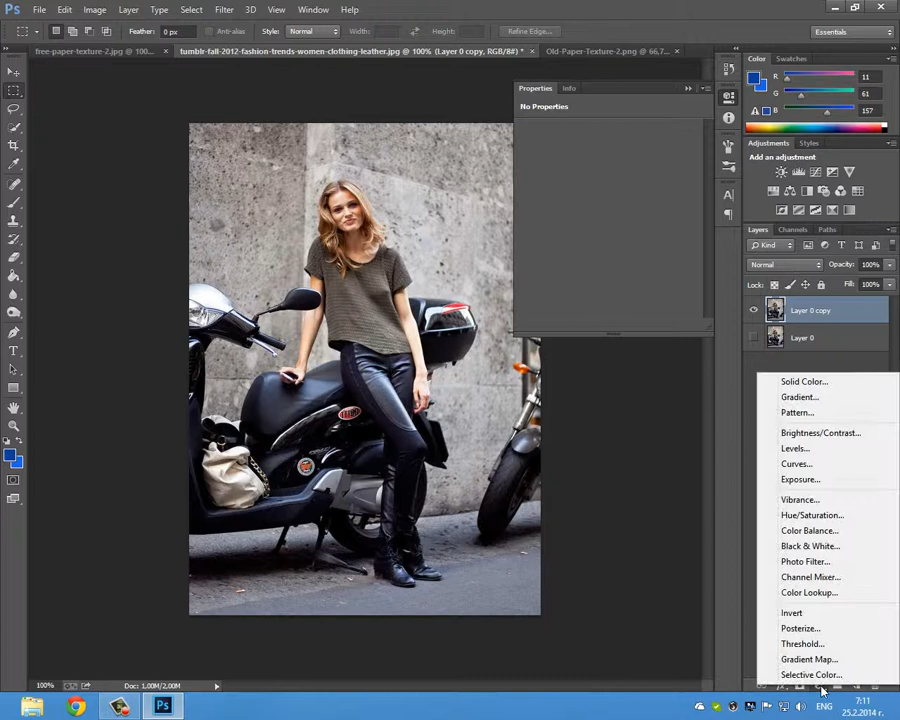 Ps File Edit Image Layer Type Select Filter 3D View Window Help
Feather: 0 px Anti-alias Style: Normal Width: Height: Refine Edge... Essentials
free-paper-texture-2.jpg @ 100%... × tumblr-fall-2012-fashion-trends-women-clothing-leather.jpg @ 100% (Layer 0 copy, RGB/8#) * × Old-Paper-Texture-2.png @ 66,7... ×
Properties Info
No Properties
Color Swatches
R 11
G 61
B 157
Adjustments Styles
Add an adjustment
Layers Channels Paths
Kind
Normal Opacity: 100%
Lock: Fill: 100%
Layer 0 copy
Layer 0
Solid Color...
Gradient...
Pattern...
Brightness/Contrast...
Levels...
Curves...
Exposure...
Vibrance...
Hue/Saturation...
Color Balance...
Black & White...
Photo Filter...
Channel Mixer...
Color Lookup...
Invert
Posterize...
Threshold...
Gradient Map...
Selective Color...
100% Doc: 1,00M/2,00M
Ps ENG 7:11
25.2.2014 г.